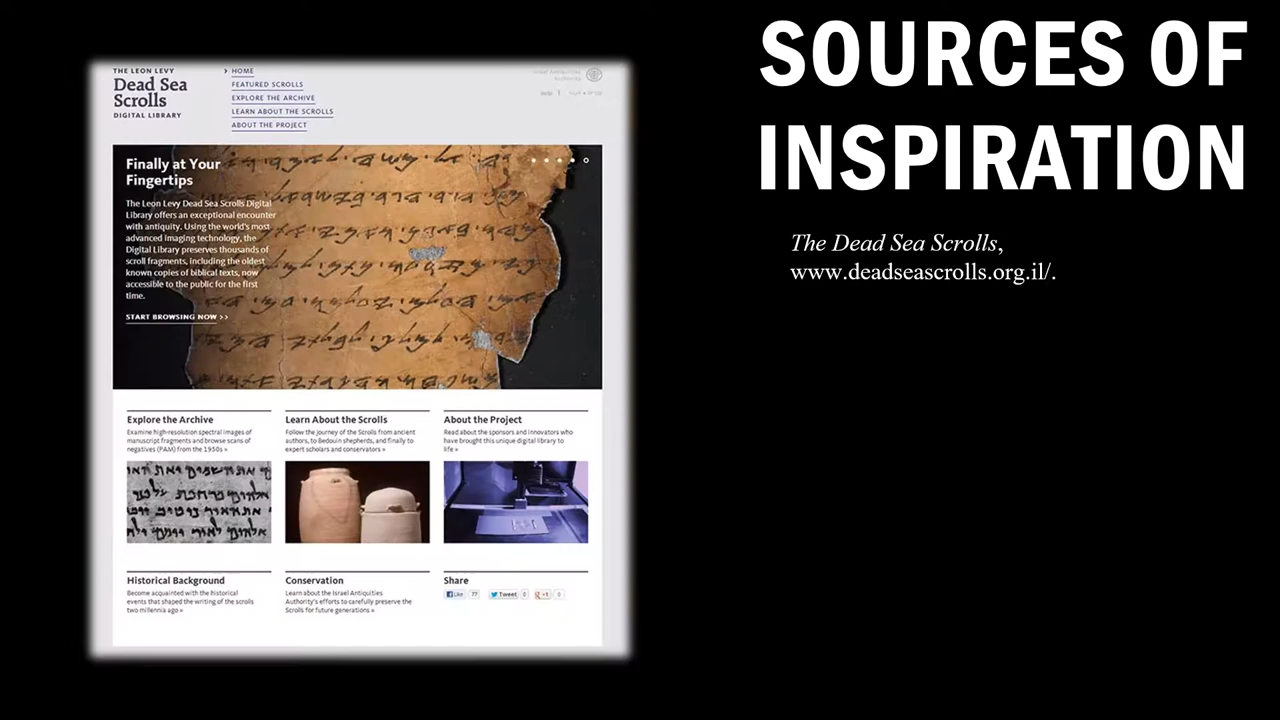 SOURCES OF
INSPIRATION
The Dead Sea Scrolls,
www.deadseascrolls.org.il/.
THE LEON LEVY
Dead Sea
Scrolls
DIGITAL LIBRARY
HOME
FEATURED SCROLLS
EXPLORE THE ARCHIVE
LEARN ABOUT THE SCROLLS
ABOUT THE PROJECT
Israel Antiquities
Authority
Help
Finally at Your
Fingertips
The Leon Levy Dead Sea Scrolls Digital
Library offers an exceptional encounter
with antiquity. Using the world's most
advanced imaging technology, the
Digital Library preserves thousands of
scroll fragments, including the oldest
known copies of biblical texts, now
accessible to the public for the first
time.
START BROWSING NOW >>
Explore the Archive
Examine high-resolution spectral images of
manuscript fragments and browse scans of
negatives (PAM) from the 1950s »
Learn About the Scrolls
Follow the journey of the Scrolls from ancient
authors, to Bedouin shepherds, and finally to
expert scholars and conservators »
About the Project
Read about the sponsors and innovators who
have brought this unique digital library to
life »
Historical Background
Become acquainted with the historical
events that shaped the writing of the scrolls
two millennia ago »
Conservation
Learn about the Israel Antiquities
Authority's efforts to carefully preserve the
Scrolls for future generations »
Share
Like 77 Tweet 0 +1 0